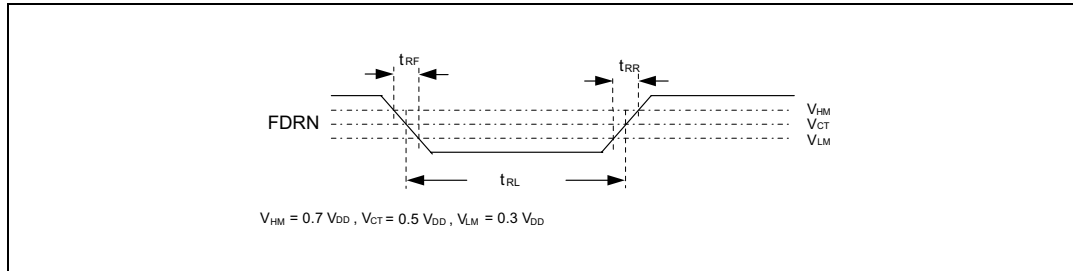 tRF
tRR
VHM
VCT
FDRN
VLM
tRL
VHM = 0.7 VDD , VCT = 0.5 VDD , VLM = 0.3 VDD